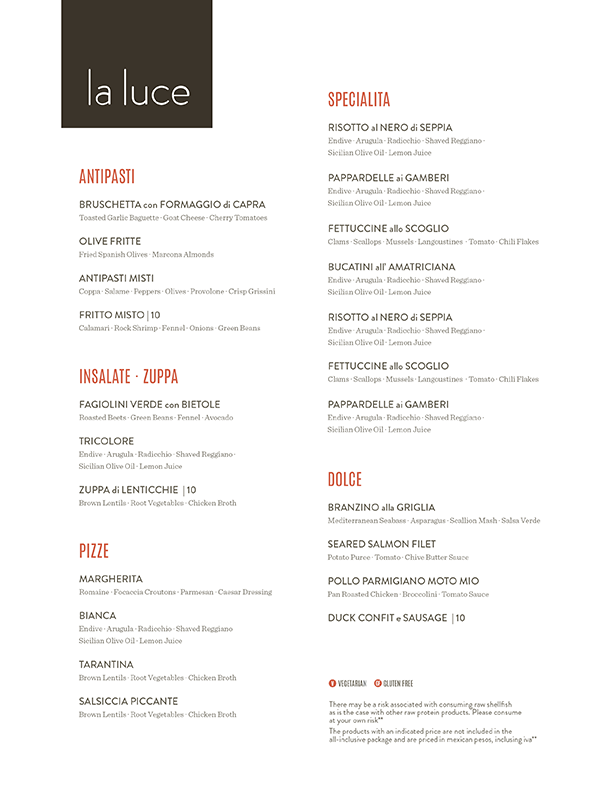 la luce
ANTIPASTI
BRUSCHETTA con FORMAGGIO di CAPRA
Toasted Garlic Baguette · Goat Cheese · Cherry Tomatoes
OLIVE FRITTE
Fried Spanish Olives · Marcona Almonds
ANTIPASTI MISTI
Coppa · Salame · Peppers · Olives · Provolone · Crisp Grissini
FRITTO MISTO | 10
Calamari · Rock Shrimp · Fennel · Onions · Green Beans
INSALATE · ZUPPA
FAGIOLINI VERDE con BIETOLE
Roasted Beets · Green Beans · Fennel · Avocado
TRICOLORE
Endive · Arugula · Radicchio · Shaved Reggiano ·
Sicilian Olive Oil · Lemon Juice
ZUPPA di LENTICCHIE | 10
Brown Lentils · Root Vegetables · Chicken Broth
PIZZE
MARGHERITA
Romaine · Focaccia Croutons · Parmesan · Caesar Dressing
BIANCA
Endive · Arugula · Radicchio · Shaved Reggiano
Sicilian Olive Oil · Lemon Juice
TARANTINA
Brown Lentils · Root Vegetables · Chicken Broth
SALSICCIA PICCANTE
Brown Lentils · Root Vegetables · Chicken Broth
SPECIALITA
RISOTTO al NERO di SEPPIA
Endive · Arugula · Radicchio · Shaved Reggiano ·
Sicilian Olive Oil · Lemon Juice
PAPPARDELLE ai GAMBERI
Endive · Arugula · Radicchio · Shaved Reggiano ·
Sicilian Olive Oil · Lemon Juice
FETTUCCINE allo SCOGLIO
Clams · Scallops · Mussels · Langoustines · Tomato · Chili Flakes
BUCATINI all' AMATRICIANA
Endive · Arugula · Radicchio · Shaved Reggiano ·
Sicilian Olive Oil · Lemon Juice
RISOTTO al NERO di SEPPIA
Endive · Arugula · Radicchio · Shaved Reggiano ·
Sicilian Olive Oil · Lemon Juice
FETTUCCINE allo SCOGLIO
Clams · Scallops · Mussels · Langoustines · Tomato · Chili Flakes
PAPPARDELLE ai GAMBERI
Endive · Arugula · Radicchio · Shaved Reggiano ·
Sicilian Olive Oil · Lemon Juice
DOLCE
BRANZINO alla GRIGLIA
Mediterranean Seabass · Asparagus · Scallion Mash · Salsa Verde
SEARED SALMON FILET
Potato Puree · Tomato · Chive Butter Sauce
POLLO PARMIGIANO MOTO MIO
Pan Roasted Chicken · Broccolini · Tomato Sauce
DUCK CONFIT e SAUSAGE | 10
VEGETARIAN GLUTEN FREE
There may be a risk associated with consuming raw shellfish
as is the case with other raw protein products. Please consume
at your own risk**
The products with an indicated price are not included in the
all-inclusive package and are priced in mexican pesos, inclusing iva**